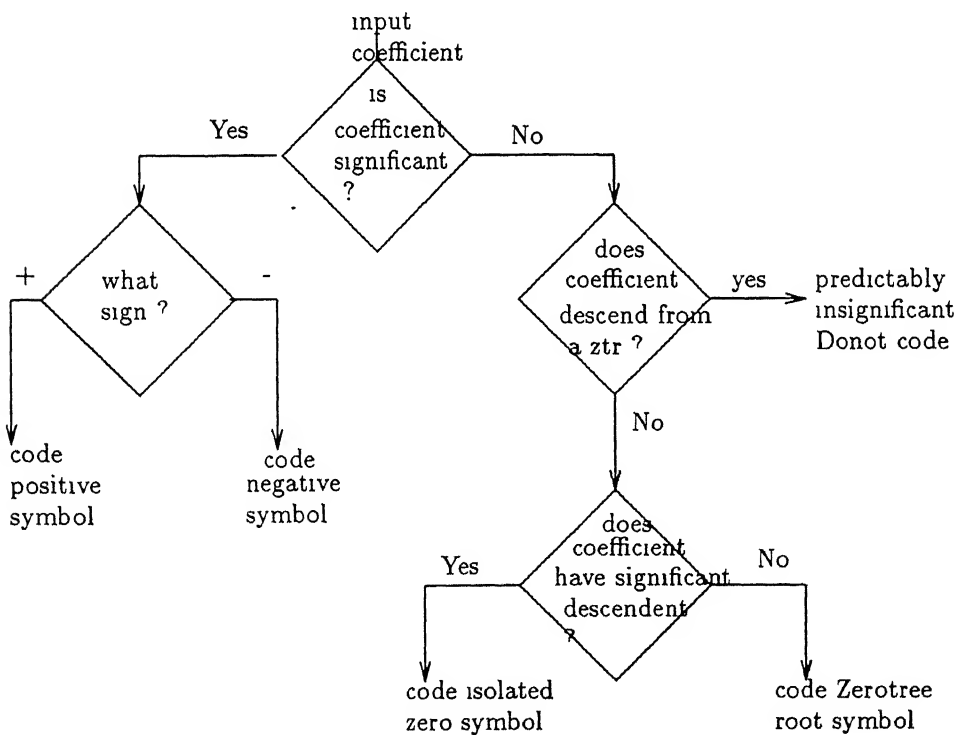 input
coefficient
is
coefficient
significant
?
Yes
No
what
sign ?
+
-
does
coefficient
descend from
a ztr ?
yes
predictably
insignificant
Donot code
No
code
positive
symbol
code
negative
symbol
does
coefficient
have significant
descendent
?
Yes
No
code isolated
zero symbol
code Zerotree
root symbol